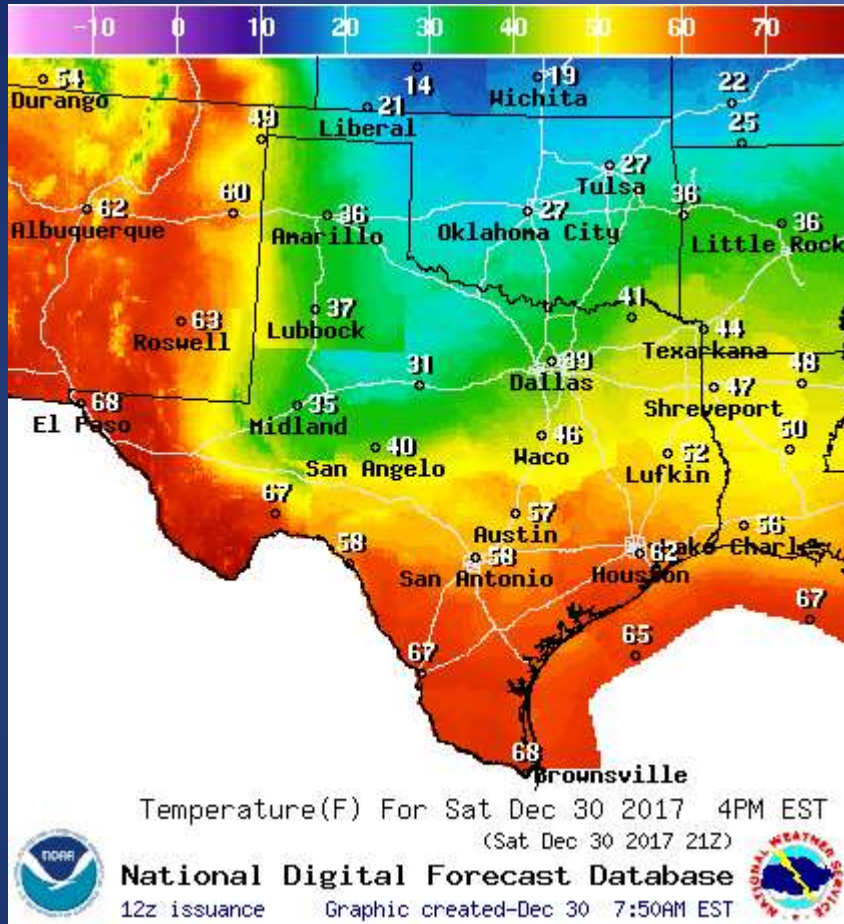 -10 0 10 20 30 40 50 60 70
54
Durango
14
19
Wichita
22
21
Liberal
25
49
27
Tulsa
62
Albuquerque
60
36
Amarillo
27
Oklahoma City
36
36
Little Rock
63
Roswell
37
Lubbock
41
44
Texarkana
31
39
Dallas
48
47
Shreveport
68
El Paso
35
Midland
40
San Angelo
46
Waco
52
Lufkin
50
67
57
Austin
56
Lake Charles
58
58
San Antonio
62
Houston
67
65
67
68
Brownsville
Temperature(F) For Sat Dec 30 2017 4PM EST
(Sat Dec 30 2017 21Z)
NOAA
National Digital Forecast Database
NATIONAL WEATHER SERVICE
12z issuance Graphic created-Dec 30 7:50AM EST